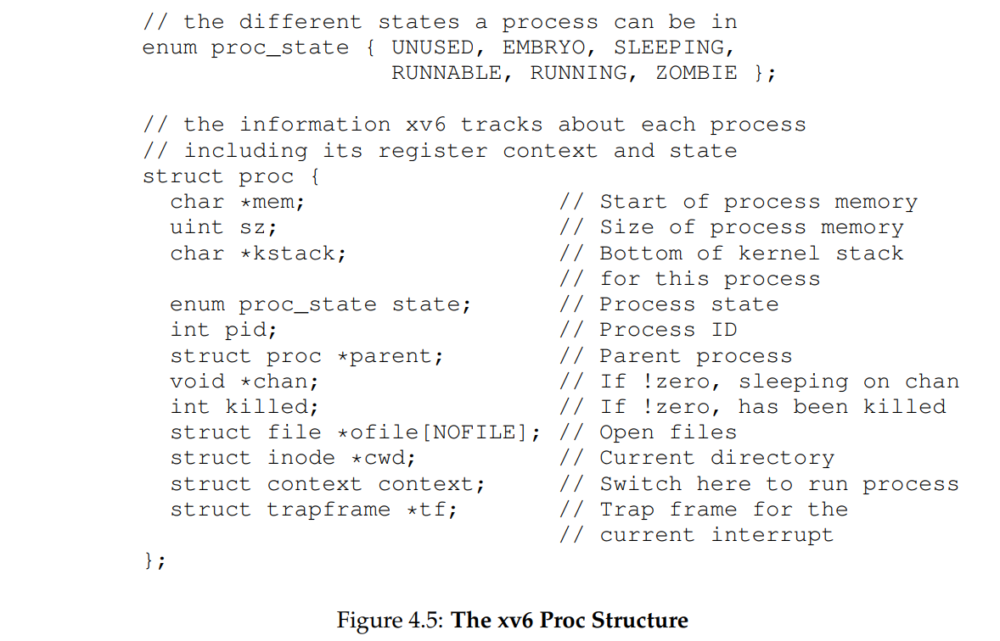 // the different states a process can be in
enum proc_state { UNUSED, EMBRYO, SLEEPING,
                  RUNNABLE, RUNNING, ZOMBIE };

// the information xv6 tracks about each process
// including its register context and state
struct proc {
  char *mem;                  // Start of process memory
  uint sz;                    // Size of process memory
  char *kstack;               // Bottom of kernel stack
                              // for this process
  enum proc_state state;      // Process state
  int pid;                    // Process ID
  struct proc *parent;        // Parent process
  void *chan;                 // If !zero, sleeping on chan
  int killed;                 // If !zero, has been killed
  struct file *ofile[NOFILE]; // Open files
  struct inode *cwd;          // Current directory
  struct context context;     // Switch here to run process
  struct trapframe *tf;       // Trap frame for the
                              // current interrupt
};

Figure 4.5: The xv6 Proc Structure